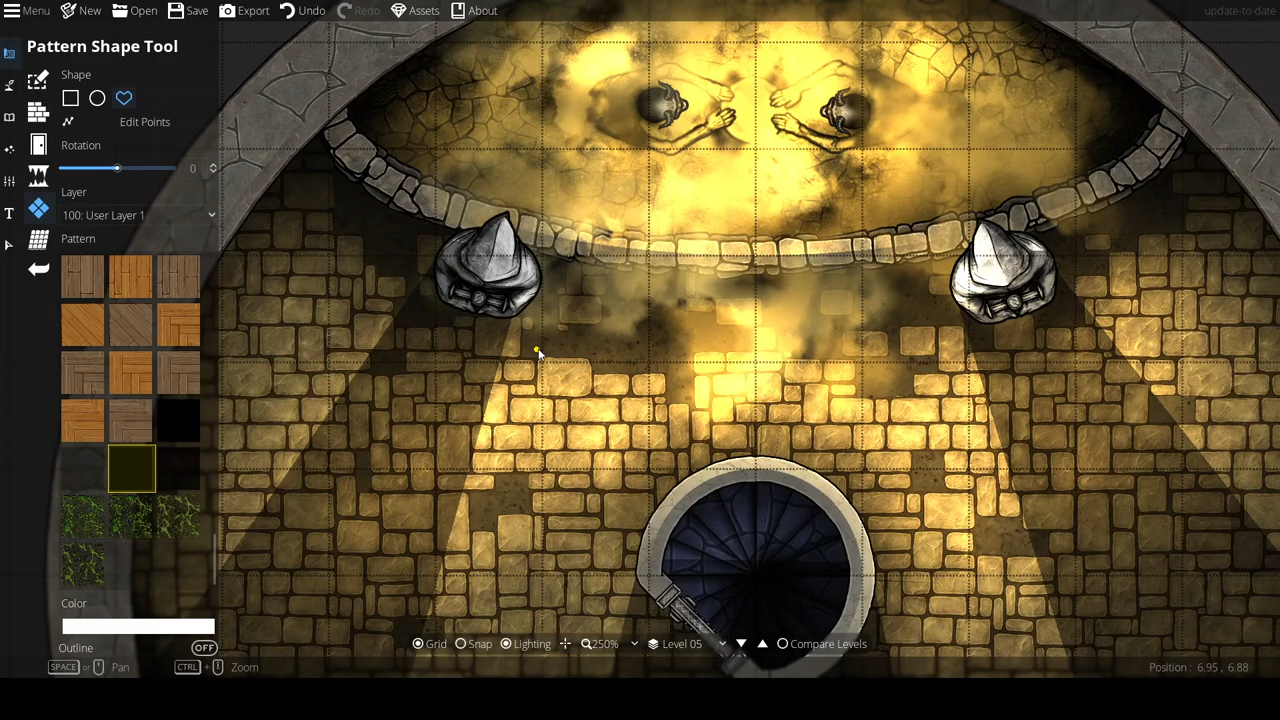 Menu New Open Save Export Undo Redo Assets About update-to-date
Pattern Shape Tool
Shape
Edit Points
Rotation
0
Layer
100: User Layer 1
Pattern
Color
Outline OFF
SPACE or Pan CTRL + Zoom
Grid Snap Lighting 250% Level 05 Compare Levels
Position : 6.95 , 6.88
T